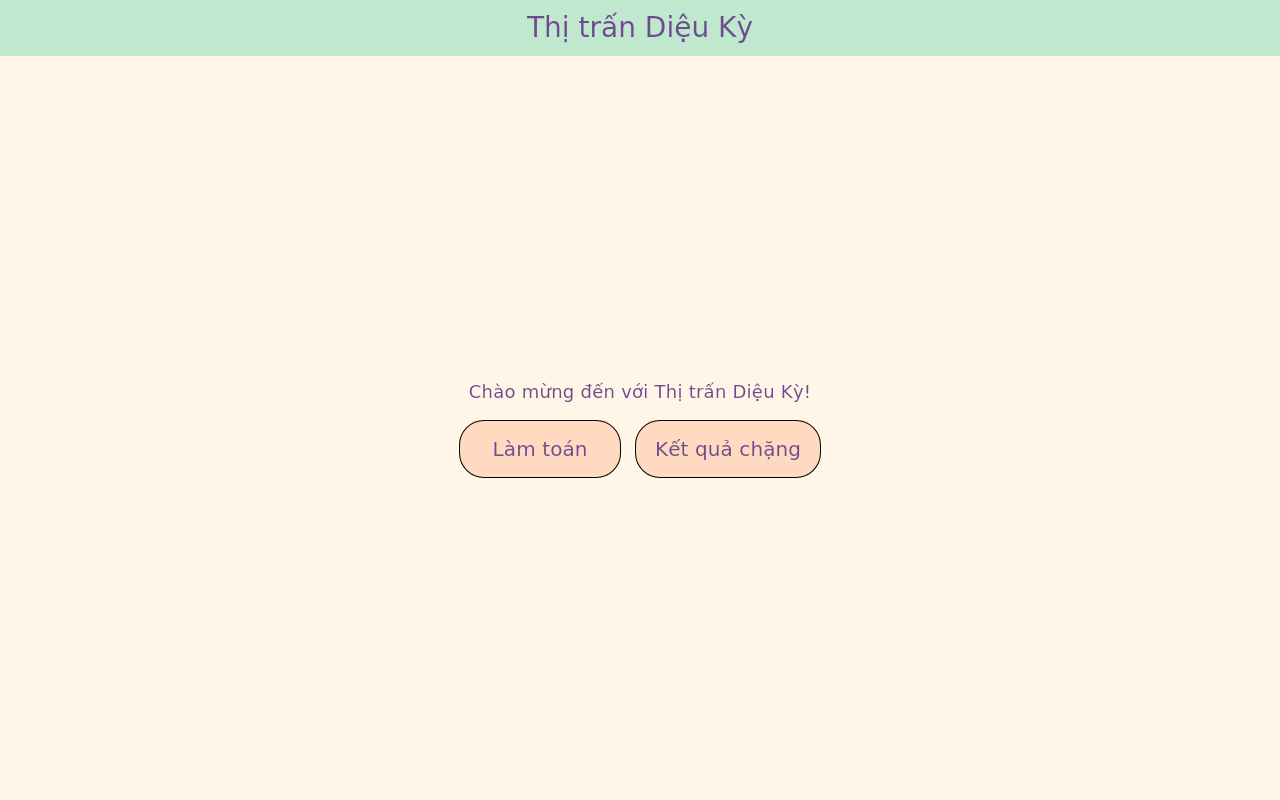 Thị trấn Diệu Kỳ
Chào mừng đến với Thị trấn Diệu Kỳ!
Làm toán
Kết quả chặng